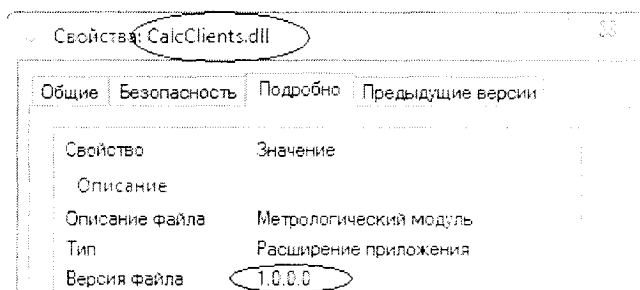 Свойства: CalcClients.dll
Общие Безопасность Подробно Предыдущие версии
Свойство Значение
Описание
Описание файла Метрологический модуль
Тип Расширение приложения
Версия файла 1.0.0.0